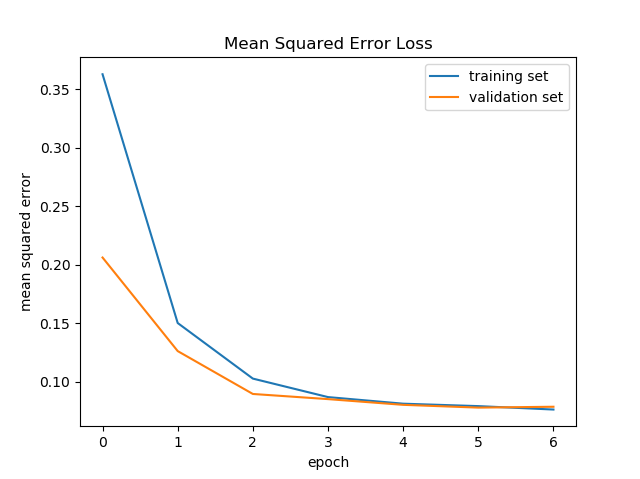 Mean Squared Error Loss
training set
validation set
mean squared error
0.35
0.30
0.25
0.20
0.15
0.10
0 1 2 3 4 5 6
epoch